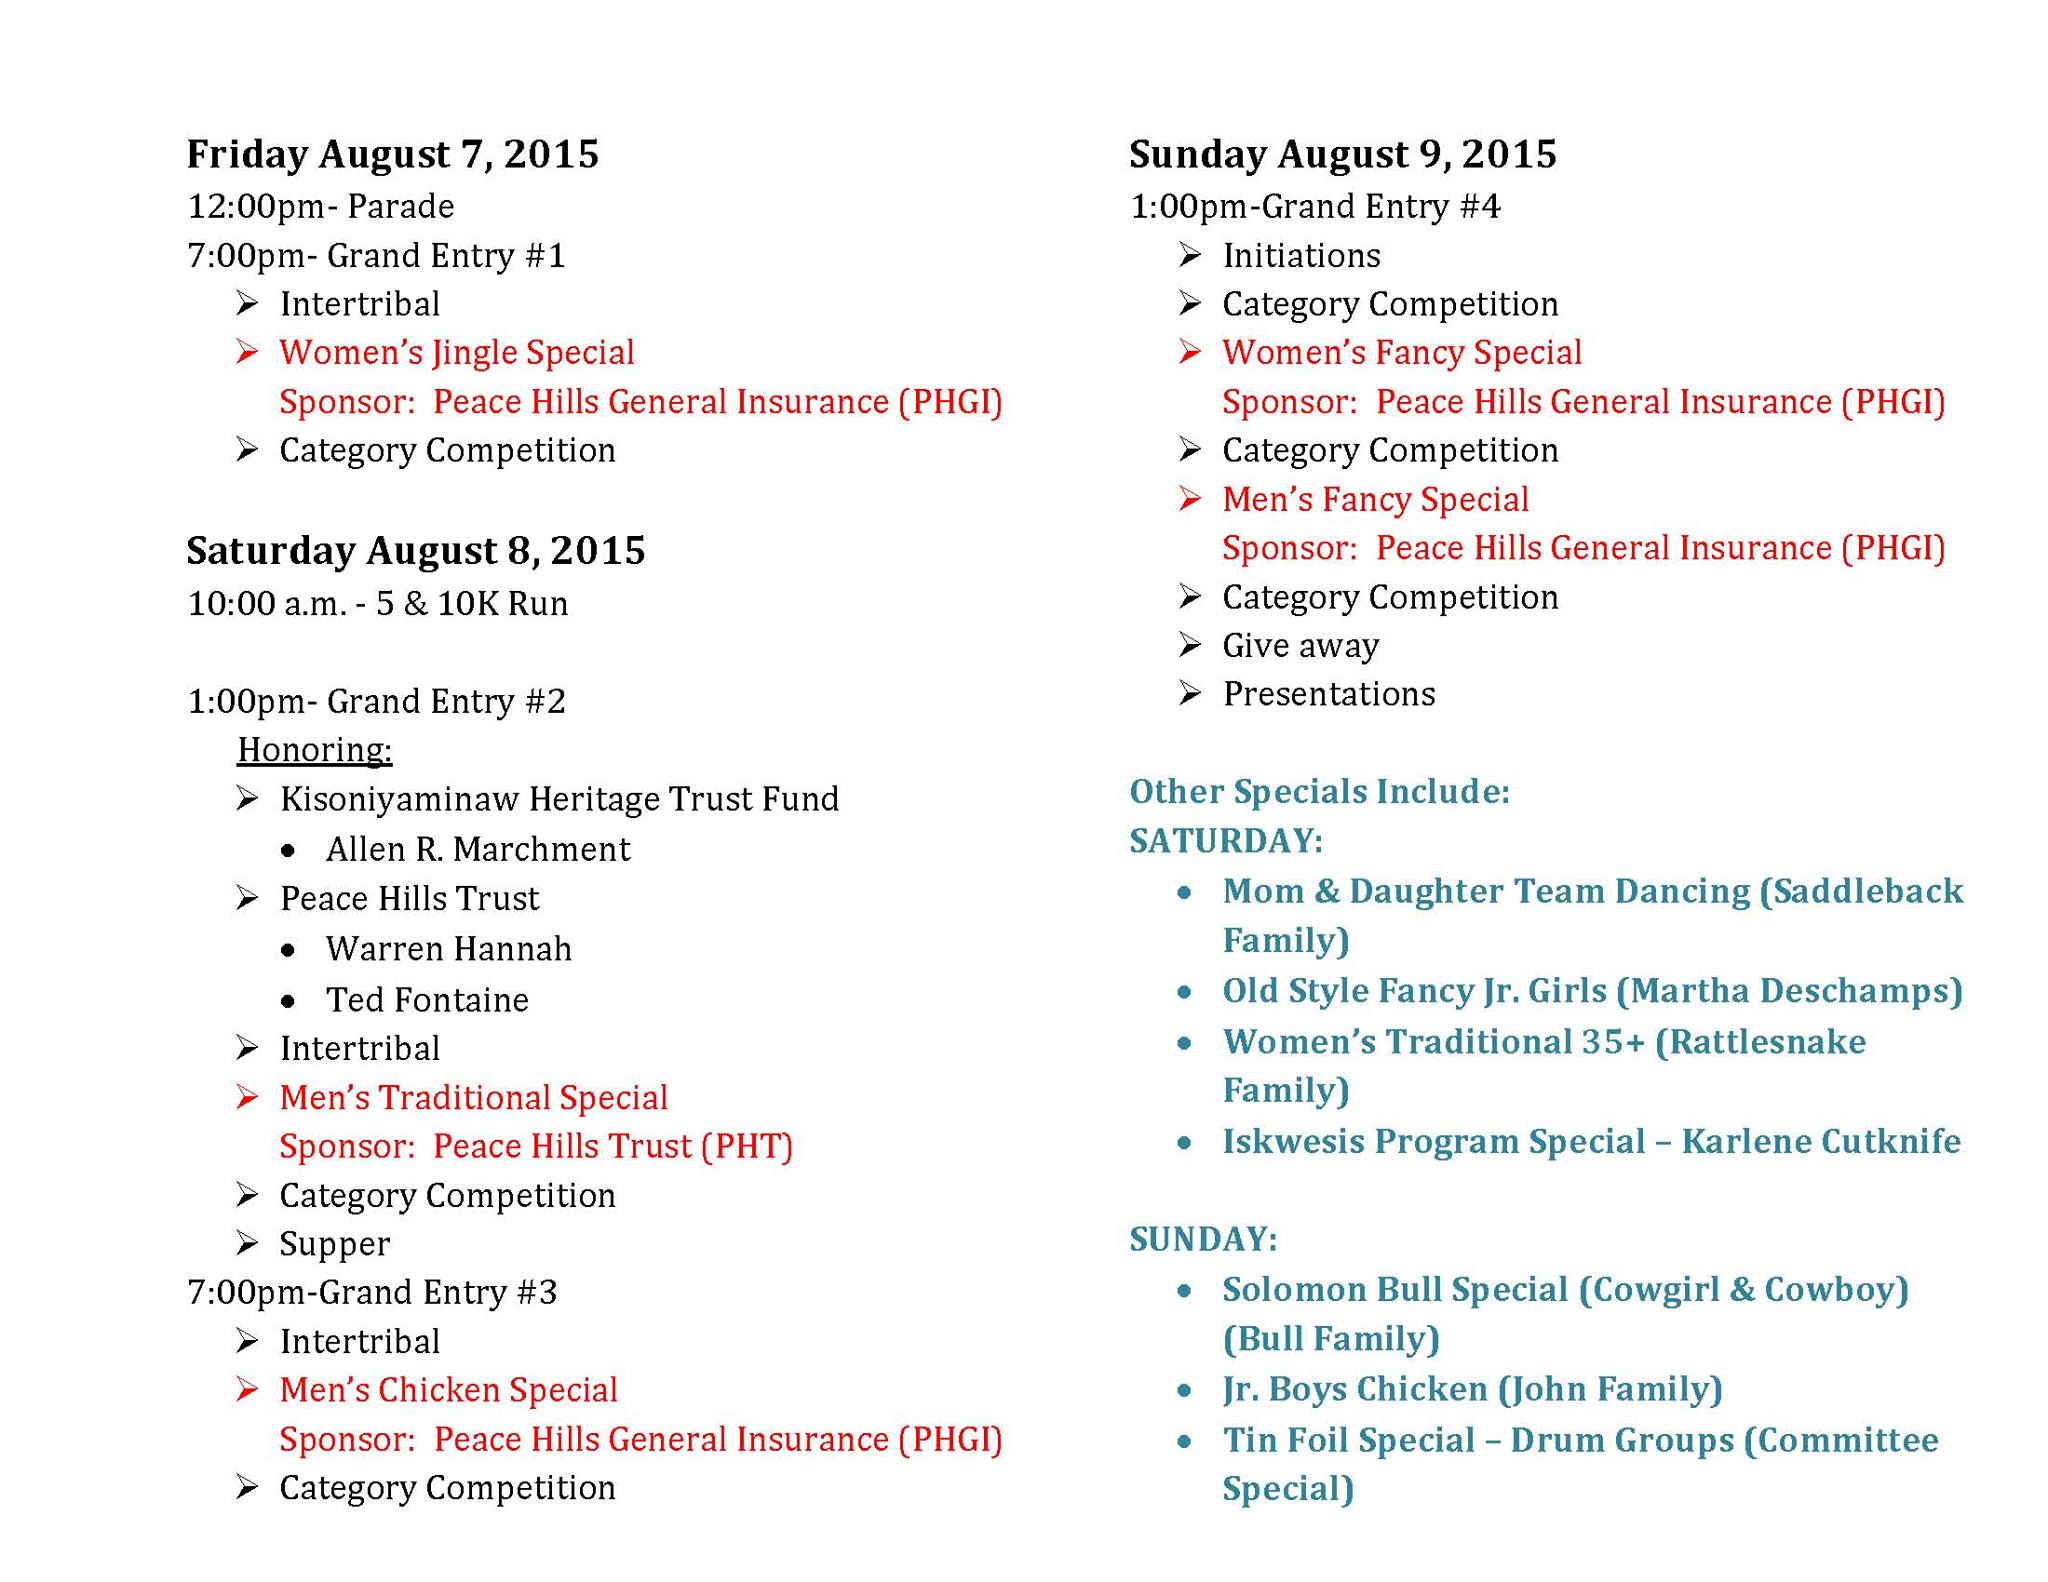 Friday August 7, 2015
12:00pm- Parade
7:00pm- Grand Entry #1
➢ Intertribal
➢ Women’s Jingle Special
Sponsor:  Peace Hills General Insurance (PHGI)
➢ Category Competition
Saturday August 8, 2015
10:00 a.m. - 5 & 10K Run
1:00pm- Grand Entry #2
Honoring:
➢ Kisoniyaminaw Heritage Trust Fund
• Allen R. Marchment
➢ Peace Hills Trust
• Warren Hannah
• Ted Fontaine
➢ Intertribal
➢ Men’s Traditional Special
Sponsor:  Peace Hills Trust (PHT)
➢ Category Competition
➢ Supper
7:00pm-Grand Entry #3
➢ Intertribal
➢ Men’s Chicken Special
Sponsor:  Peace Hills General Insurance (PHGI)
➢ Category Competition
Sunday August 9, 2015
1:00pm-Grand Entry #4
➢ Initiations
➢ Category Competition
➢ Women’s Fancy Special
Sponsor:  Peace Hills General Insurance (PHGI)
➢ Category Competition
➢ Men’s Fancy Special
Sponsor:  Peace Hills General Insurance (PHGI)
➢ Category Competition
➢ Give away
➢ Presentations
Other Specials Include:
SATURDAY:
• Mom & Daughter Team Dancing (Saddleback
Family)
• Old Style Fancy Jr. Girls (Martha Deschamps)
• Women’s Traditional 35+ (Rattlesnake
Family)
• Iskwesis Program Special – Karlene Cutknife
SUNDAY:
• Solomon Bull Special (Cowgirl & Cowboy)
(Bull Family)
• Jr. Boys Chicken (John Family)
• Tin Foil Special – Drum Groups (Committee
Special)